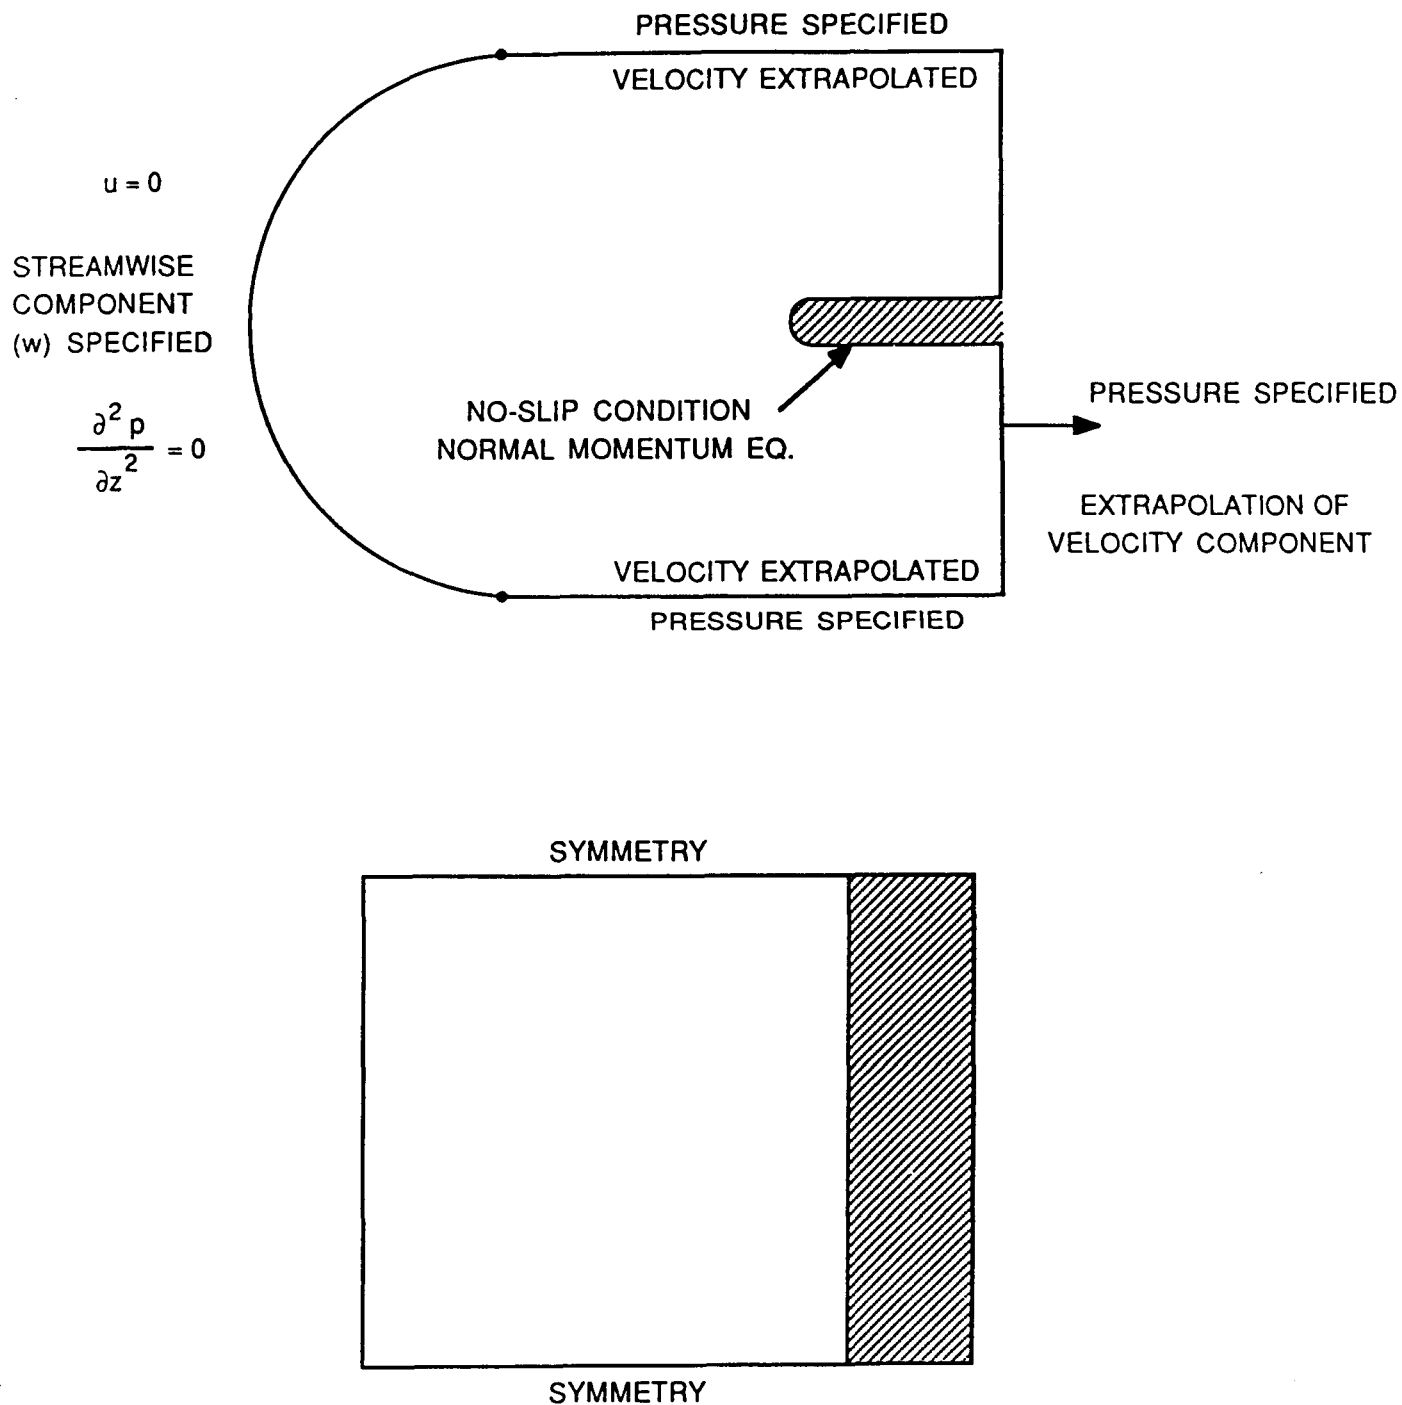 PRESSURE SPECIFIED
VELOCITY EXTRAPOLATED
u = 0
STREAMWISE
COMPONENT
(w) SPECIFIED
∂² p
∂z² = 0
NO-SLIP CONDITION
NORMAL MOMENTUM EQ.
PRESSURE SPECIFIED
EXTRAPOLATION OF
VELOCITY COMPONENT
VELOCITY EXTRAPOLATED
PRESSURE SPECIFIED
SYMMETRY
SYMMETRY